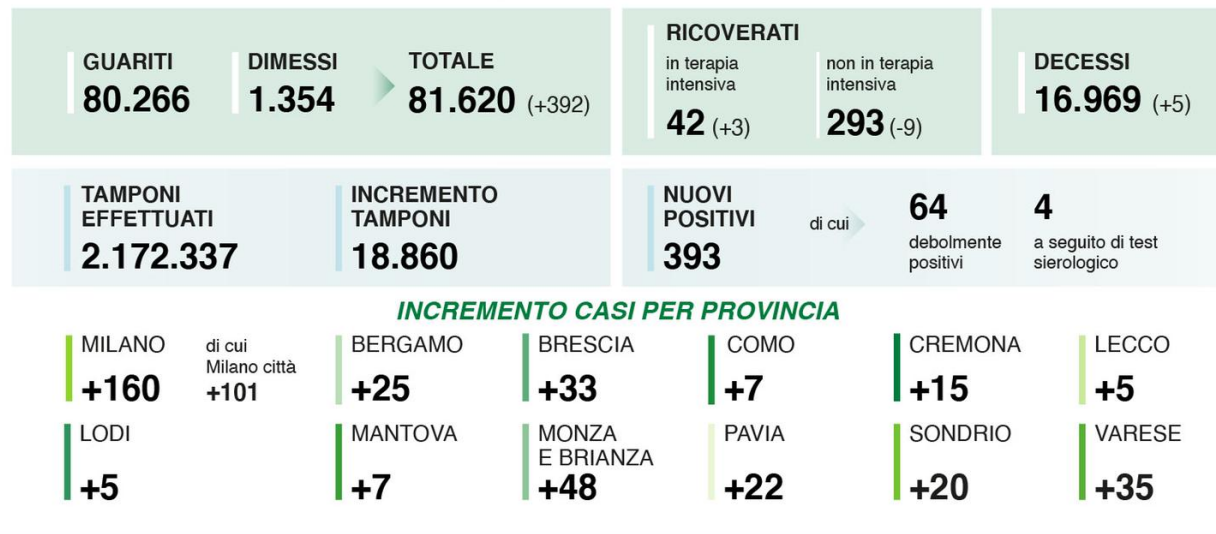 GUARITI
80.266
DIMESSI
1.354
TOTALE
81.620 (+392)
RICOVERATI
in terapia
intensiva
42 (+3)
non in terapia
intensiva
293 (-9)
DECESSI
16.969 (+5)
TAMPONI
EFFETTUATI
2.172.337
INCREMENTO
TAMPONI
18.860
NUOVI
POSITIVI
393
di cui
64
debolmente
positivi
4
a seguito di test
sierologico
INCREMENTO CASI PER PROVINCIA
MILANO
+160
di cui
Milano città
+101
BERGAMO
+25
BRESCIA
+33
COMO
+7
CREMONA
+15
LECCO
+5
LODI
+5
MANTOVA
+7
MONZA
E BRIANZA
+48
PAVIA
+22
SONDRIO
+20
VARESE
+35